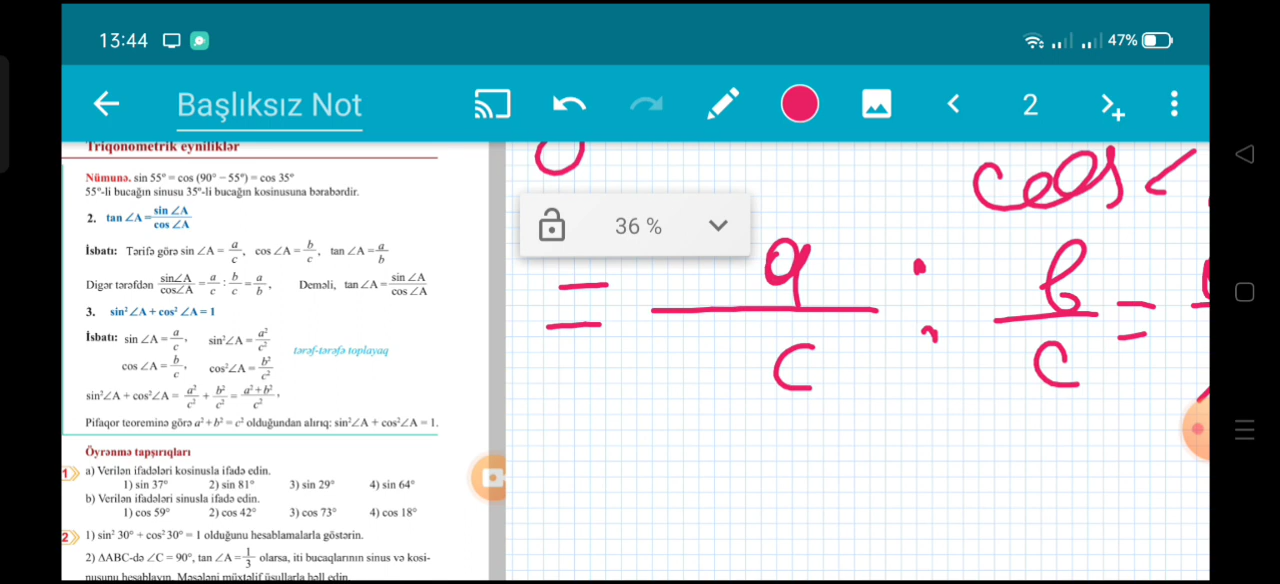 13:44
47%
Başlıksız Not
2
Triqonometrik eyniliklər
Nümunə. sin 55° = cos (90° − 55°) = cos 35°
55°-li bucağın sinusu 35°-li bucağın kosinusuna bərabərdir.
2. tan ∠A = sin ∠A / cos ∠A
İsbatı: Tərifə görə sin ∠A = a/c, cos ∠A = b/c, tan ∠A = a/b
Digər tərəfdən sin∠A / cos∠A = a/c : b/c = a/b, Deməli, tan ∠A = sin ∠A / cos ∠A
3. sin² ∠A + cos² ∠A = 1
İsbatı: sin ∠A = a/c, sin²∠A = a²/c²
tərəf-tərəfə toplayaq
cos ∠A = b/c, cos²∠A = b²/c²
sin²∠A + cos²∠A = a²/c² + b²/c² = a² + b² / c²,
Pifaqor teoreminə görə a² + b² = c² olduğundan alırıq: sin²∠A + cos²∠A = 1.
Öyrənmə tapşırıqları
1 a) Verilən ifadələri kosinusla ifadə edin.
1) sin 37° 2) sin 81° 3) sin 29° 4) sin 64°
b) Verilən ifadələri sinusla ifadə edin.
1) cos 59° 2) cos 42° 3) cos 73° 4) cos 18°
2 1) sin² 30° + cos² 30° = 1 olduğunu hesablamalarla göstərin.
2) ΔABC-də ∠C = 90°, tan ∠A = 1/3 olarsa, iti bucaqlarının sinus və kosi-
nusunu hesablayın. Məsələni müxtəlif üsullarla həll edin
36 %
cos <
= a/c : b/c =